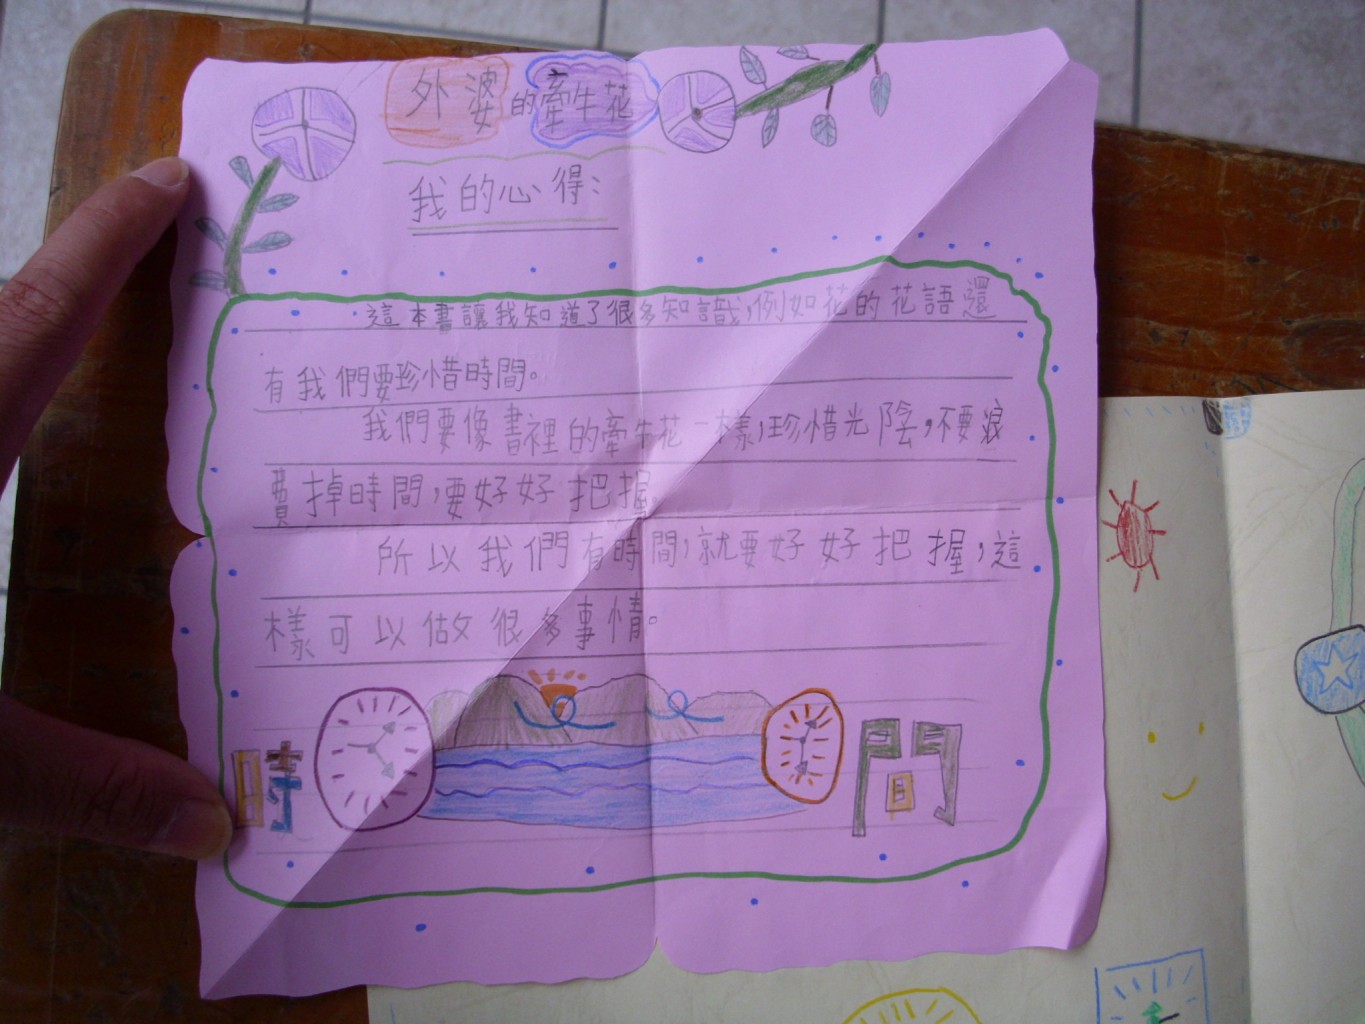 外婆的牽牛花
我的心得：
這本書讓我知道了很多知識，例如花的花語還
有我們要珍惜時間。
我們要像書裡的牽牛花一樣，珍惜光陰，不要浪
費掉時間，要好好把握。
所以我們有時間，就要好好把握，這
樣可以做很多事情。
時間